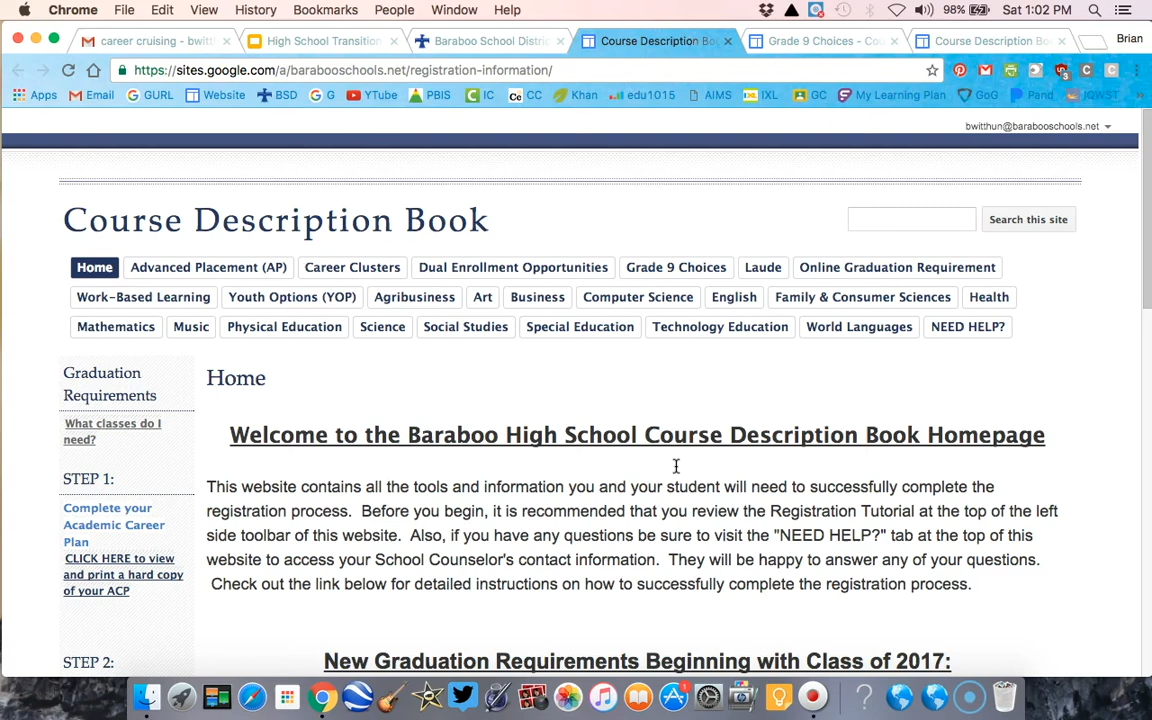 Chrome File Edit View History Bookmarks People Window Help 98% Sat 1:02 PM
career cruising - bwitth High School Transition Baraboo School Distric Course Description Bo Grade 9 Choices - Cou Course Description Bo Brian
https://sites.google.com/a/barabooschools.net/registration-information/
Apps Email GURL Website BSD G YTube PBIS IC CC Khan edu1015 AIMS IXL GC My Learning Plan GoG Pand JQWST
bwitthun@barabooschools.net
Course Description Book
Search this site
Home Advanced Placement (AP) Career Clusters Dual Enrollment Opportunities Grade 9 Choices Laude Online Graduation Requirement
Work-Based Learning Youth Options (YOP) Agribusiness Art Business Computer Science English Family & Consumer Sciences Health
Mathematics Music Physical Education Science Social Studies Special Education Technology Education World Languages NEED HELP?
Graduation
Requirements
What classes do I
need?
STEP 1:
Complete your
Academic Career
Plan
CLICK HERE to view
and print a hard copy
of your ACP
STEP 2:
Home
Welcome to the Baraboo High School Course Description Book Homepage
This website contains all the tools and information you and your student will need to successfully complete the
registration process. Before you begin, it is recommended that you review the Registration Tutorial at the top of the left
side toolbar of this website. Also, if you have any questions be sure to visit the "NEED HELP?" tab at the top of this
website to access your School Counselor's contact information. They will be happy to answer any of your questions.
Check out the link below for detailed instructions on how to successfully complete the registration process.
New Graduation Requirements Beginning with Class of 2017: